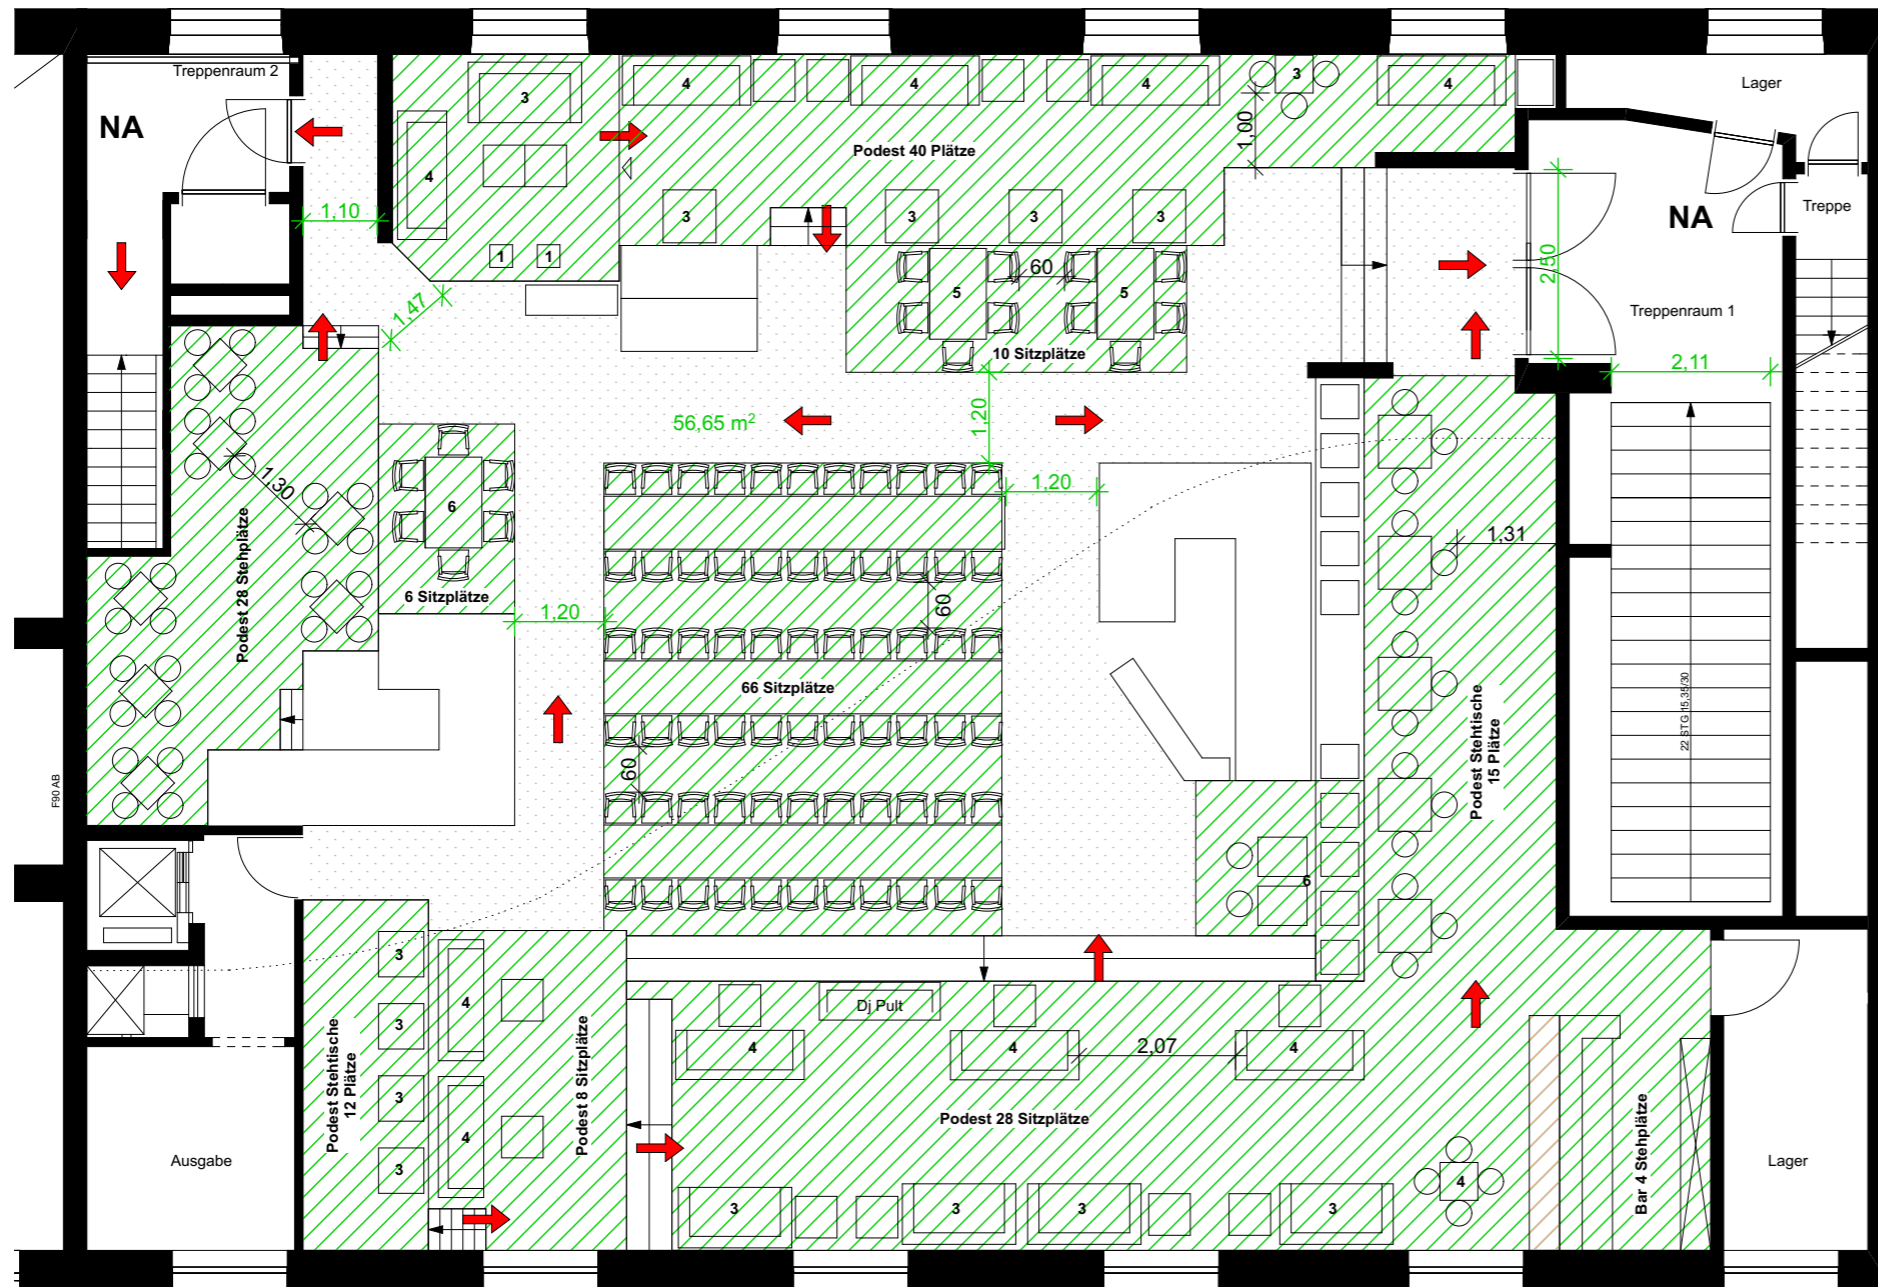 Treppenraum 2
NA
1,10
3
4
4
4
4
3
4
1,00
Podest 40 Plätze
3
3
3
3
1
1
1,47
60
5
5
10 Sitzplätze
1,20
56,65 m²
Lager
NA
Treppe
2,50
Treppenraum 1
2,11
22 STG 15,35/30
1,30
Podest 28 Stehplätze
6
6 Sitzplätze
1,20
1,20
60
66 Sitzplätze
60
1,31
Podest Stehtische
15 Plätze
6
F90 AB
Ausgabe
Podest Stehtische
12 Plätze
3
3
3
3
4
4
Podest 8 Sitzplätze
Dj Pult
4
4
2,07
4
Podest 28 Sitzplätze
3
3
3
3
4
Bar 4 Stehplätze
Lager